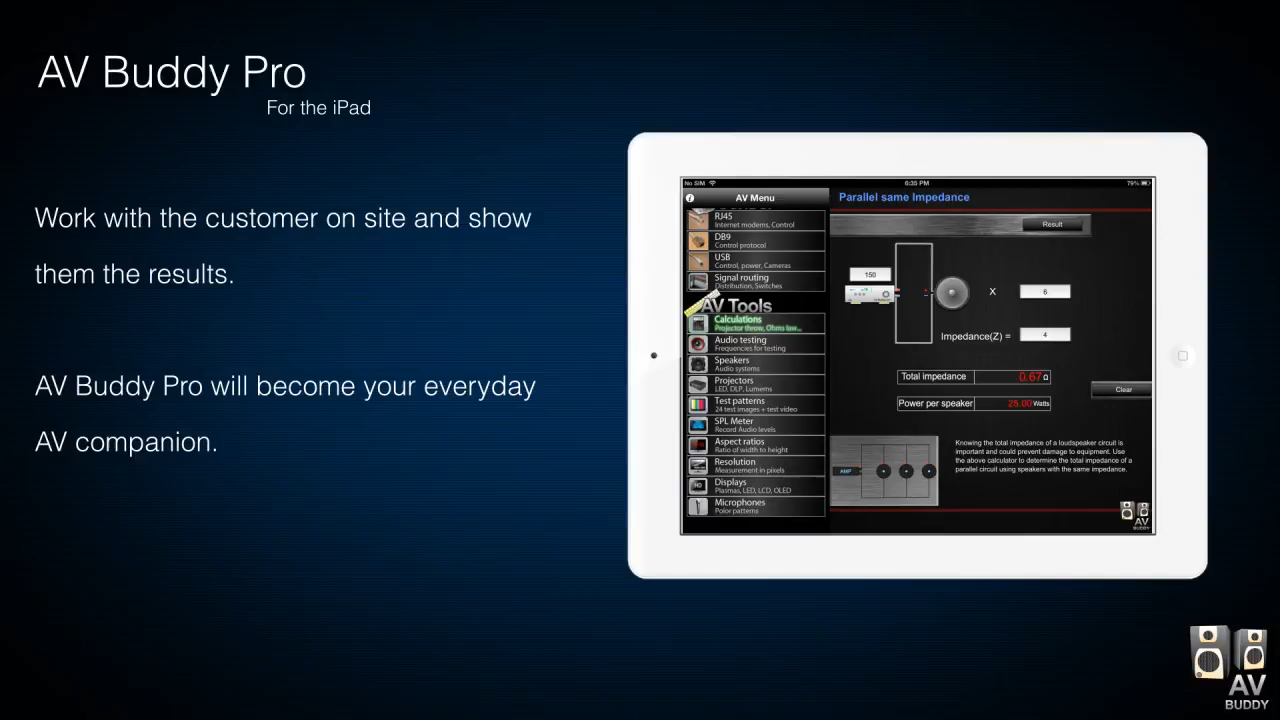 AV Buddy Pro
For the iPad
Work with the customer on site and show
them the results.
AV Buddy Pro will become your everyday
AV companion.
No SIM
6:35 PM
79%
AV Menu
RJ45
Internet modems, Control
DB9
Control protocol
USB
Control, power, Cameras
Signal routing
Distribution, Switches
AV Tools
Calculations
Projector throw, Ohms law...
Audio testing
Frequencies for testing
Speakers
Audio systems
Projectors
LED, DLP, Lumems
Test patterns
24 test images + test video
SPL Meter
Record Audio levels
Aspect ratios
Ratio of width to height
Resolution
Measurement in pixels
Displays
Plasmas, LED, LCD, OLED
Microphones
Polor patterns
Parallel same Impedance
Result
150
X
6
Impedance(Z) =
4
Total impedance 0.67Ω
Power per speaker 25.00 Watts
Clear
AMP
Knowing the total impedance of a loudspeaker circuit is
important and could prevent damage to equipment. Use
the above calculator to determine the total impedance of a
parallel circuit using speakers with the same impedance.
AV
BUDDY
AV
BUDDY